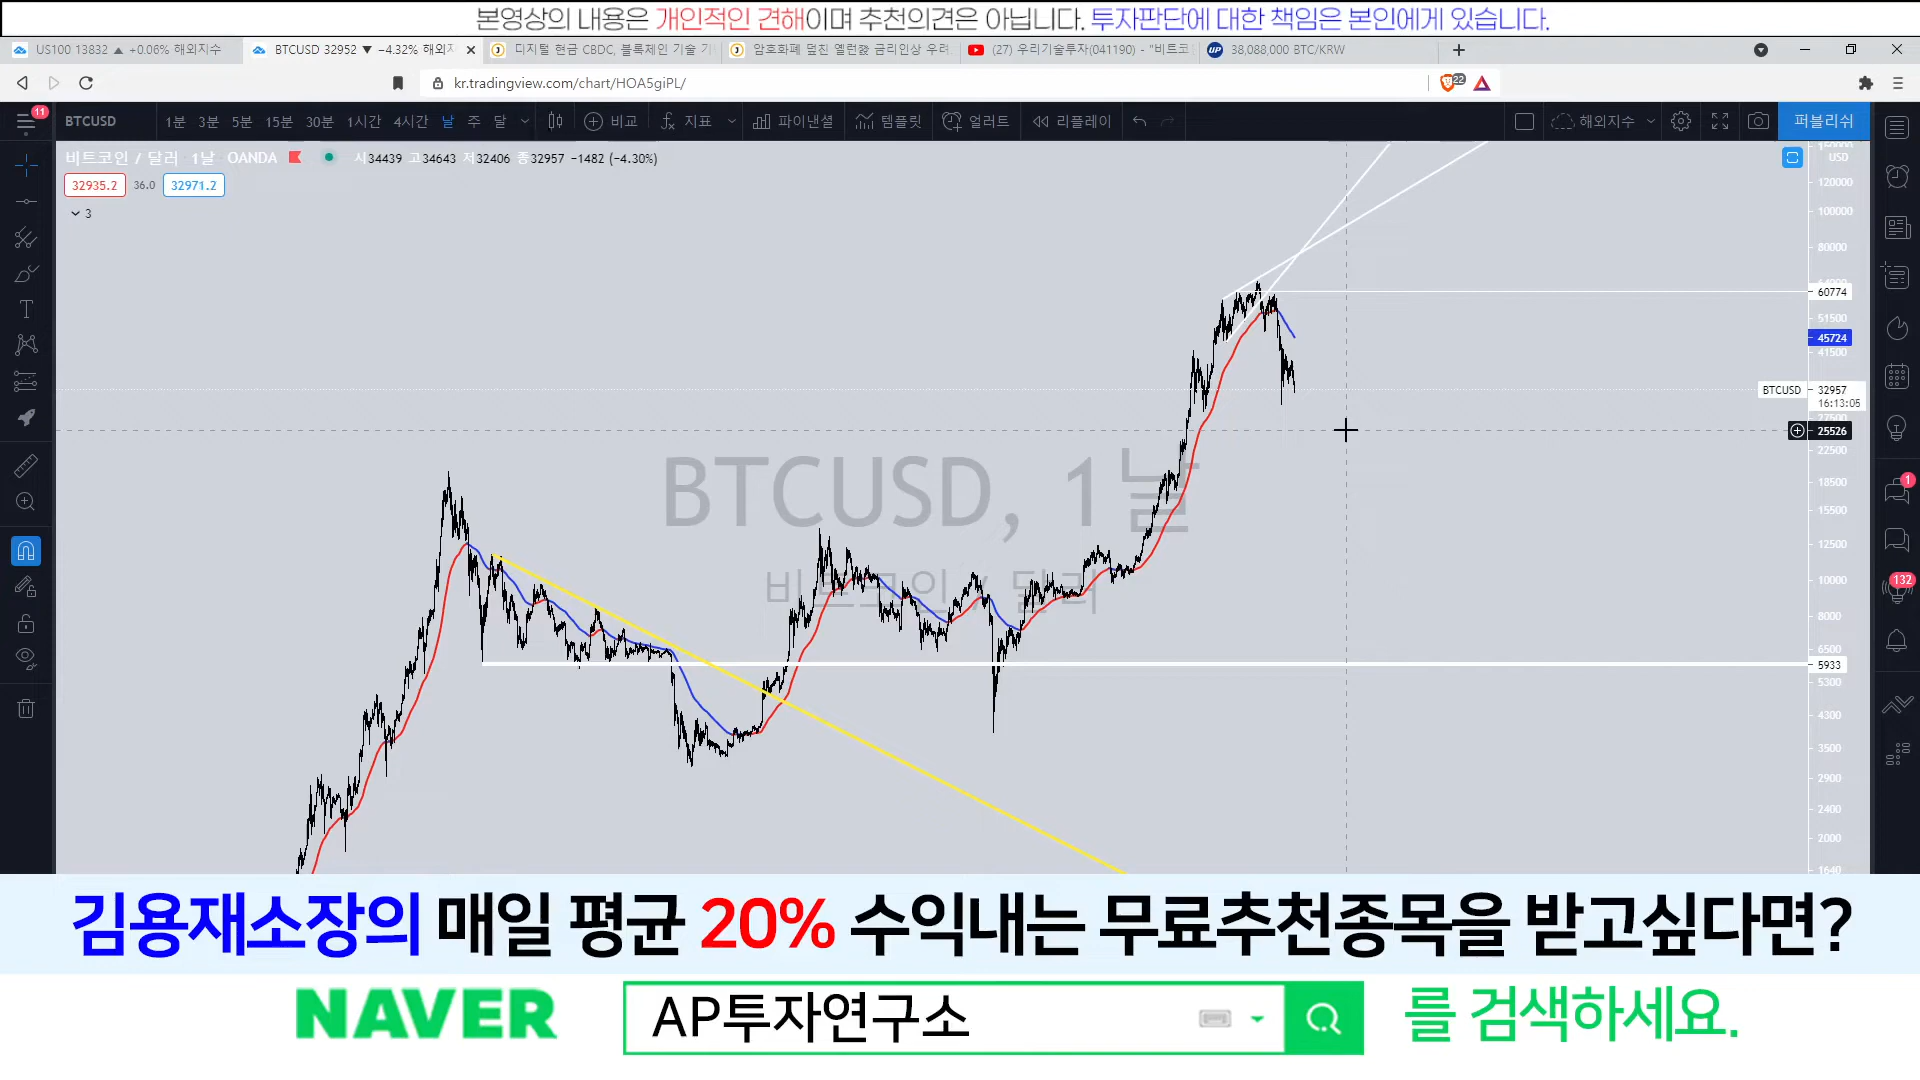 본영상의 내용은 개인적인 견해이며 추천의견은 아닙니다. 투자판단에 대한 책임은 본인에게 있습니다.
US100 13832 ▲ +0.06% 해외지수
BTCUSD 32952 ▼ −4.32% 해외지
디지털 현금 CBDC, 블록체인 기술 기
암호화폐 덜친 옐런發 금리인상 우려
(27) 우리기술투자(041190) - "비트코
38,088,000 BTC/KRW
kr.tradingview.com/chart/HOA5giPL/
22
11
BTCUSD 1분 3분 5분 15분 30분 1시간 4시간 날 주 달 비교 지표 파이낸셜 템플릿 얼러트 리플레이 해외지수 퍼블리쉬
비트코인 / 달러 1날 OANDA 시34439 고34643 저32406 종32957 −1482 (−4.30%)
32935.2 36.0 32971.2
3
USD
120000
100000
80000
60774
51500
45724
41500
BTCUSD 32957
16:13:05
27500
25526
22500
18500
15500
12500
10000
8000
6500
5933
5300
4300
3500
2900
2400
2000
1640
BTCUSD, 1날
비트코인 / 달러
1
132
김용재소장의 매일 평균 20% 수익내는 무료추천종목을 받고싶다면?
NAVER AP투자연구소 를 검색하세요.